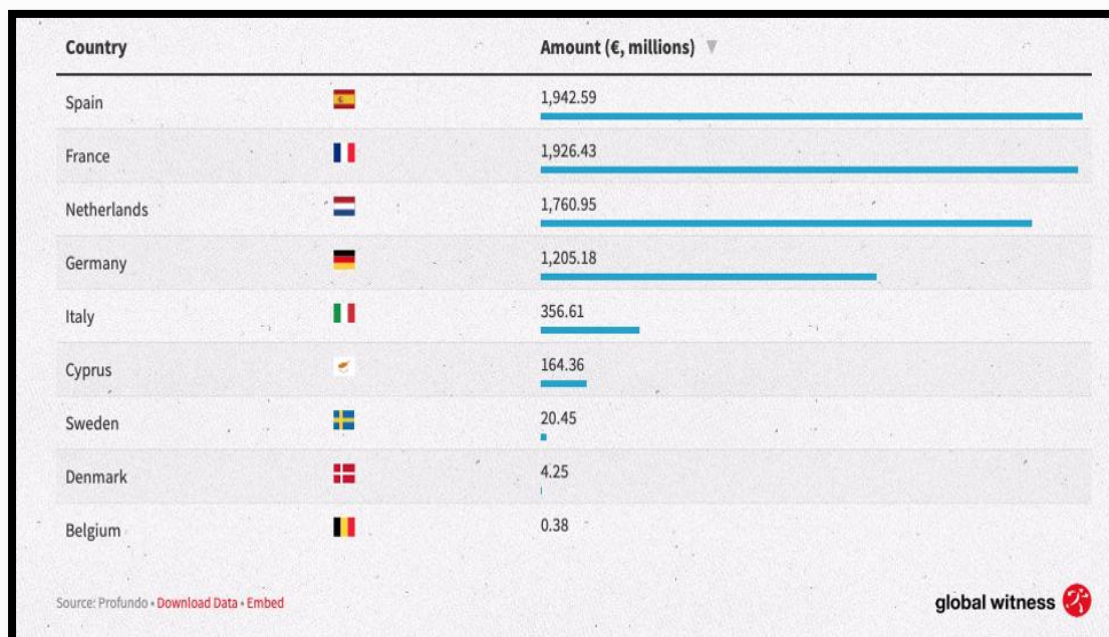 Country Amount (€, millions) ▼
Spain 1,942.59
France 1,926.43
Netherlands 1,760.95
Germany 1,205.18
Italy 356.61
Cyprus 164.36
Sweden 20.45
Denmark 4.25
Belgium 0.38
Source: Profundo • Download Data • Embed global witness